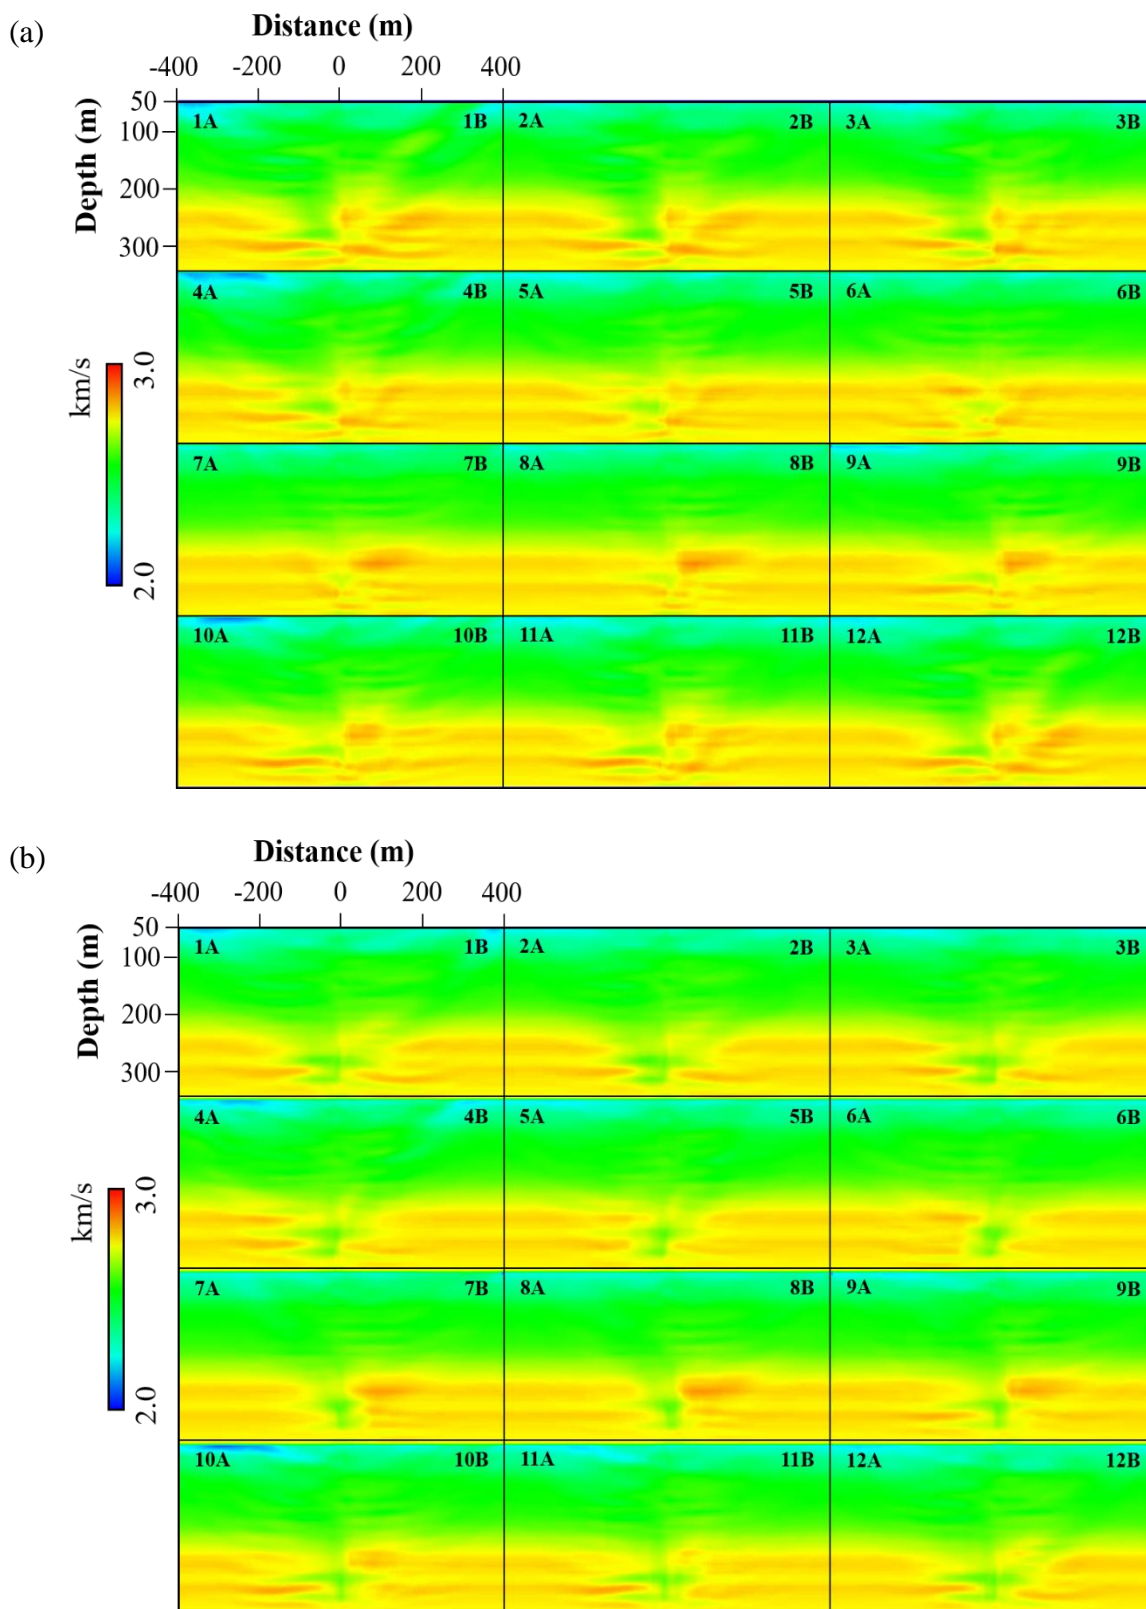 (a)
Distance (m)
-400 -200 0 200 400
Depth (m)
50
100
200
300
1A 1B 2A 2B 3A 3B
4A 4B 5A 5B 6A 6B
km/s
3.0
2.0
7A 7B 8A 8B 9A 9B
10A 10B 11A 11B 12A 12B
(b)
Distance (m)
-400 -200 0 200 400
Depth (m)
50
100
200
300
1A 1B 2A 2B 3A 3B
4A 4B 5A 5B 6A 6B
km/s
3.0
2.0
7A 7B 8A 8B 9A 9B
10A 10B 11A 11B 12A 12B